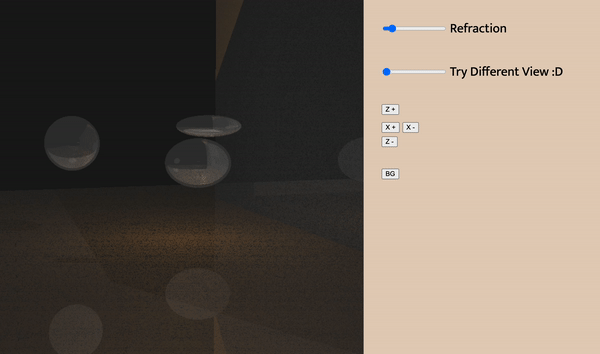 Refraction
Try Different View :D
Z +
X + X -
Z -
BG